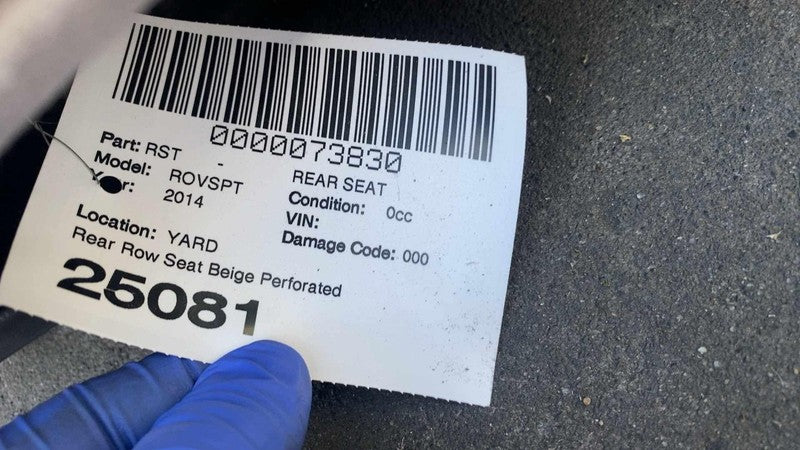 0000073830
Part: RST - REAR SEAT
Model: ROVSPT Condition: 0cc
2014 VIN:
Location: YARD Damage Code: 000
Rear Row Seat Beige Perforated
25081